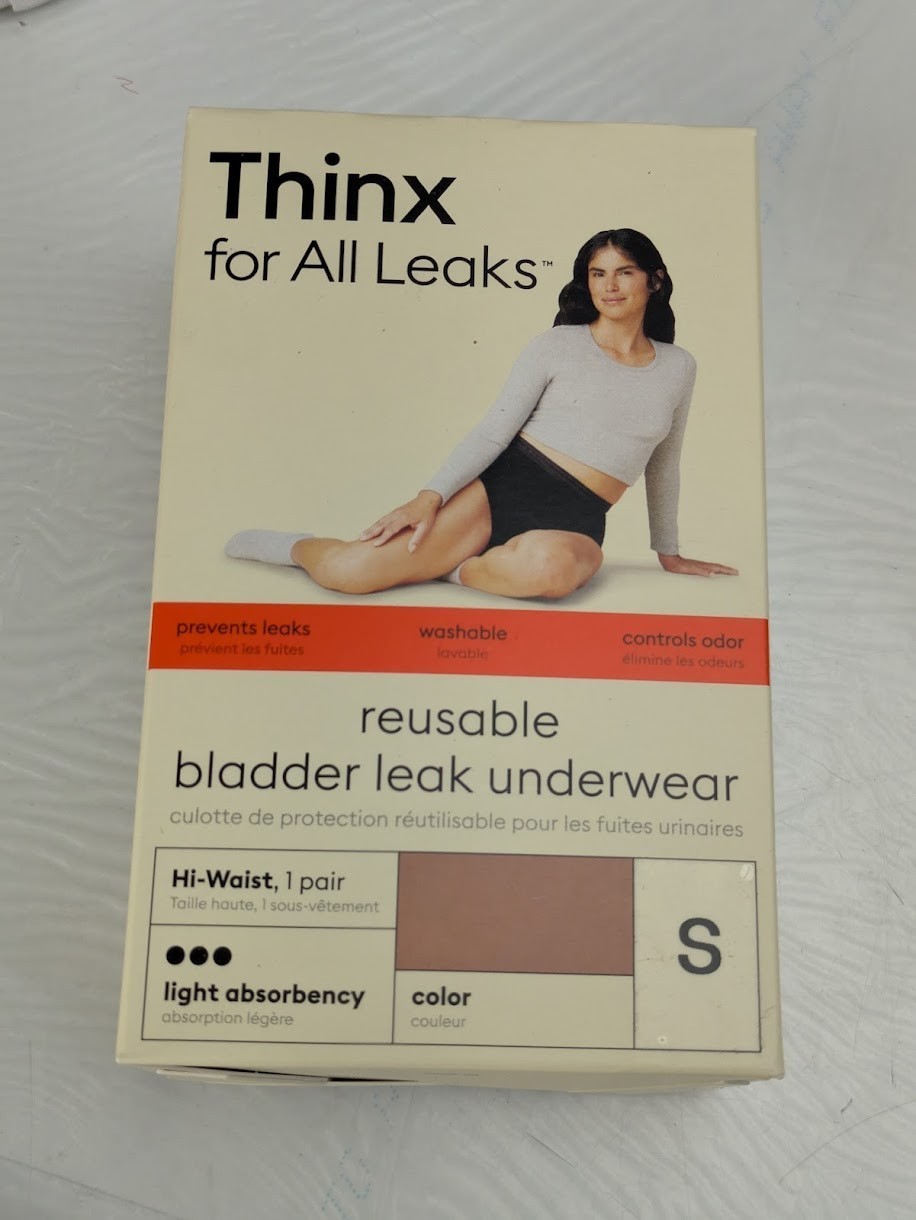 Thinx
for All Leaks™
prevents leaks
prévient les fuites
washable
lavable
controls odor
élimine les odeurs
reusable
bladder leak underwear
culotte de protection réutilisable pour les fuites urinaires
Hi-Waist, 1 pair
Taille haute, 1 sous-vêtement
light absorbency
absorption légère
color
couleur
S